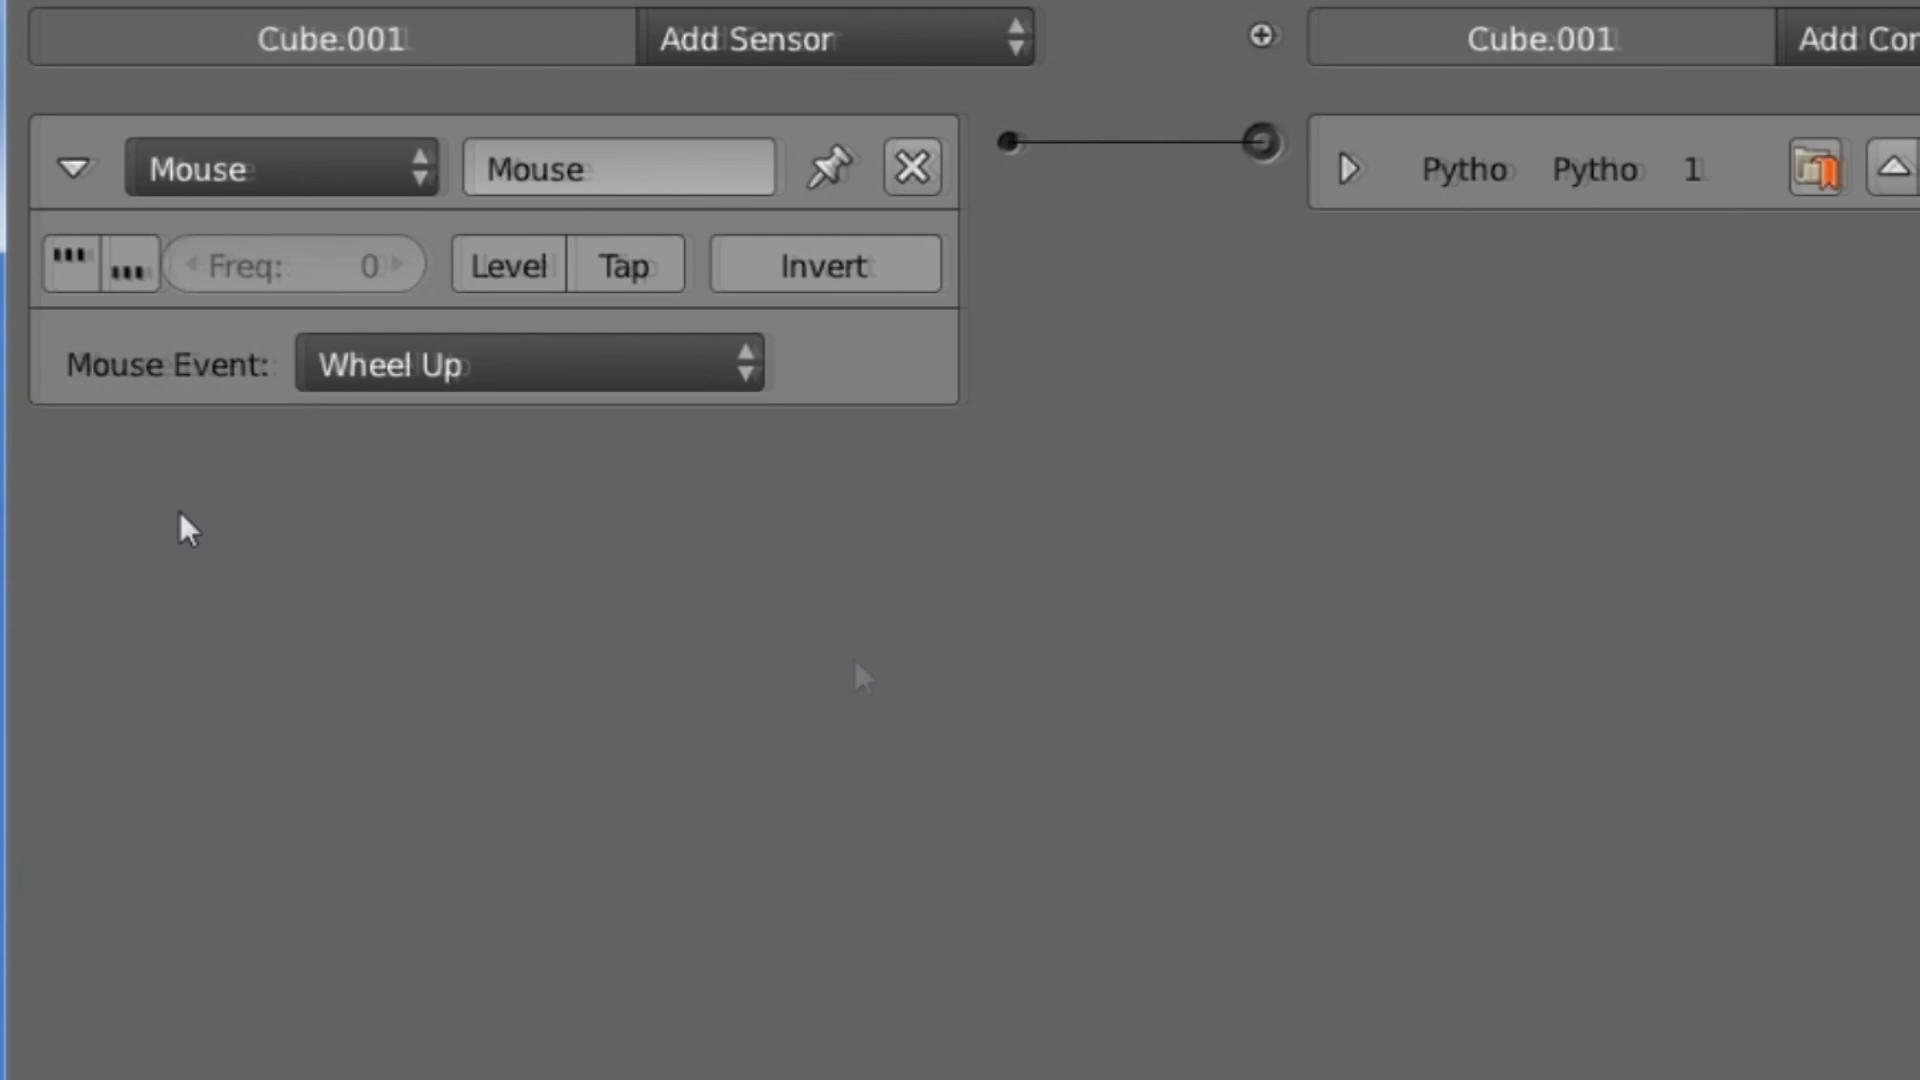 Cube.001 Add Sensor Cube.001 Add Cor
Mouse Mouse Pytho Pytho 1
Freq: 0 Level Tap Invert
Mouse Event: Wheel Up